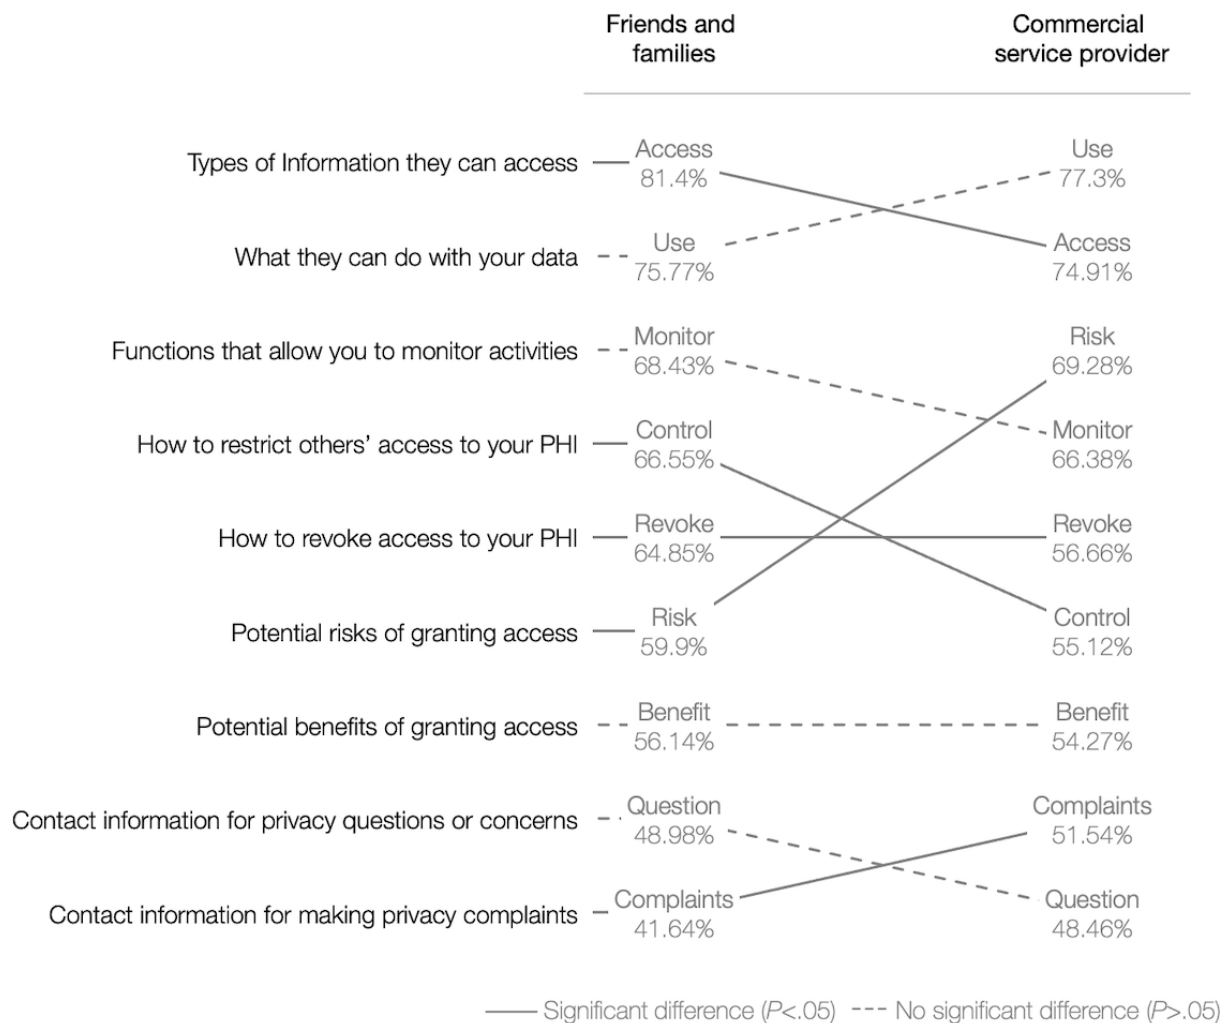 Friends and
families
Commercial
service provider
Types of Information they can access
Access
81.4%
Use
77.3%
What they can do with your data
Use
75.77%
Access
74.91%
Functions that allow you to monitor activities
Monitor
68.43%
Risk
69.28%
How to restrict others’ access to your PHI
Control
66.55%
Monitor
66.38%
How to revoke access to your PHI
Revoke
64.85%
Revoke
56.66%
Potential risks of granting access
Risk
59.9%
Control
55.12%
Potential benefits of granting access
Benefit
56.14%
Benefit
54.27%
Contact information for privacy questions or concerns
Question
48.98%
Complaints
51.54%
Contact information for making privacy complaints
Complaints
41.64%
Question
48.46%
Significant difference (P<.05)
No significant difference (P>.05)